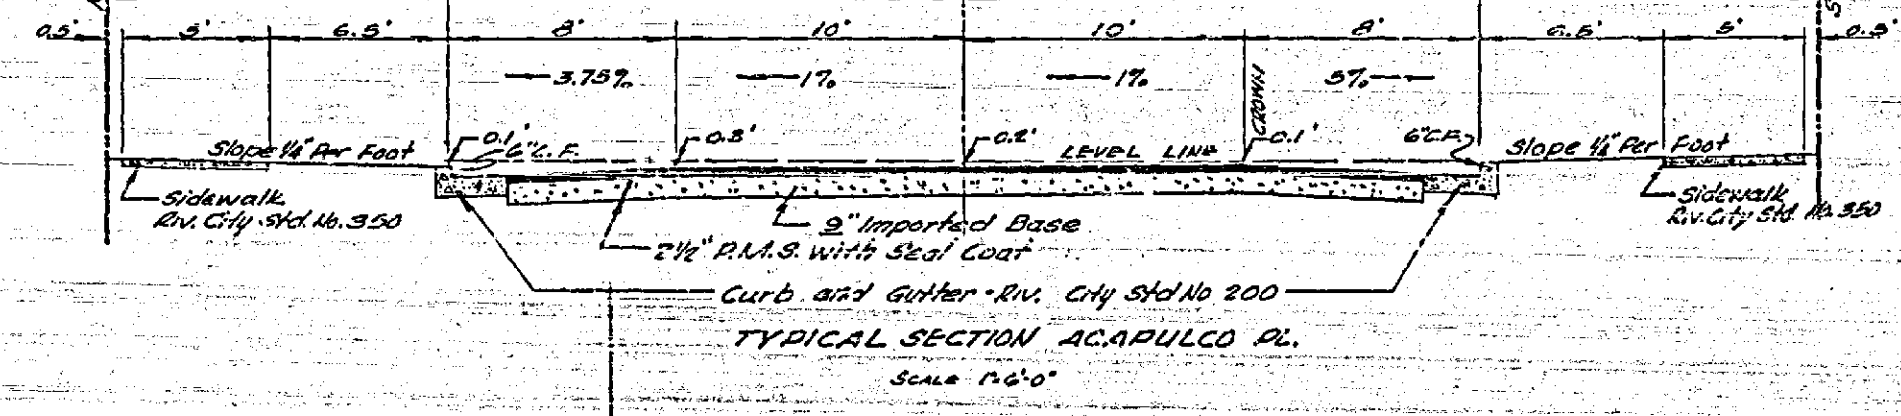 0.5' 5' 6.5' 8' 10' 10' 8' 6.5' 5' 0.5'
3.75% 1% 1% CROWN 5%
Slope 1/4" Per Foot 0.1' 6" C.F. 0.3' 0.2' LEVEL LINE 0.1' 6" C.F. Slope 1/4" Per Foot
Sidewalk
Riv. City Std. No. 350
Sidewalk
Riv. City Std. No. 350
9" Imported Base
2 1/2" P.M.S. with Seal Coat
Curb and Gutter - Riv. City Std No 200
TYPICAL SECTION ACAPULCO PL.
SCALE 1"=6'-0"